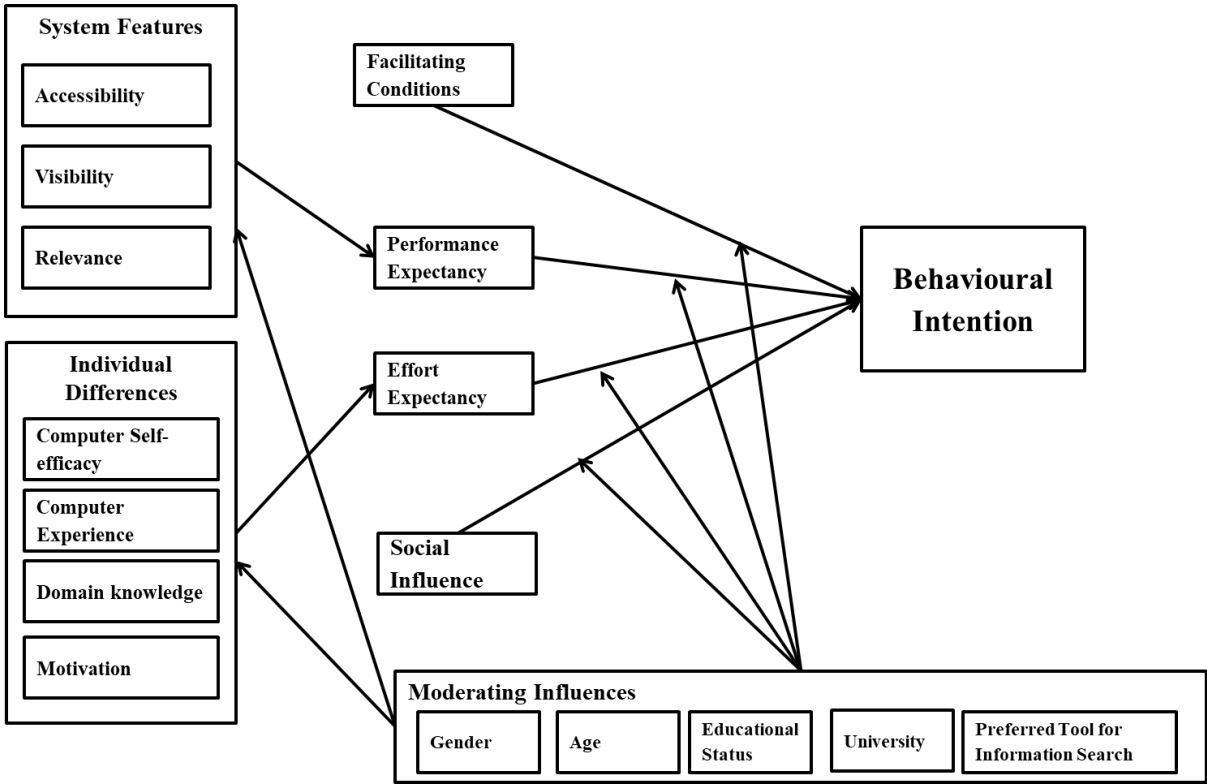 System Features
Accessibility
Visibility
Relevance
Individual
Differences
Computer Self-
efficacy
Computer
Experience
Domain knowledge
Motivation
Facilitating
Conditions
Performance
Expectancy
Effort
Expectancy
Social
Influence
Behavioural
Intention
Moderating Influences
Gender
Age
Educational
Status
University
Preferred Tool for
Information Search